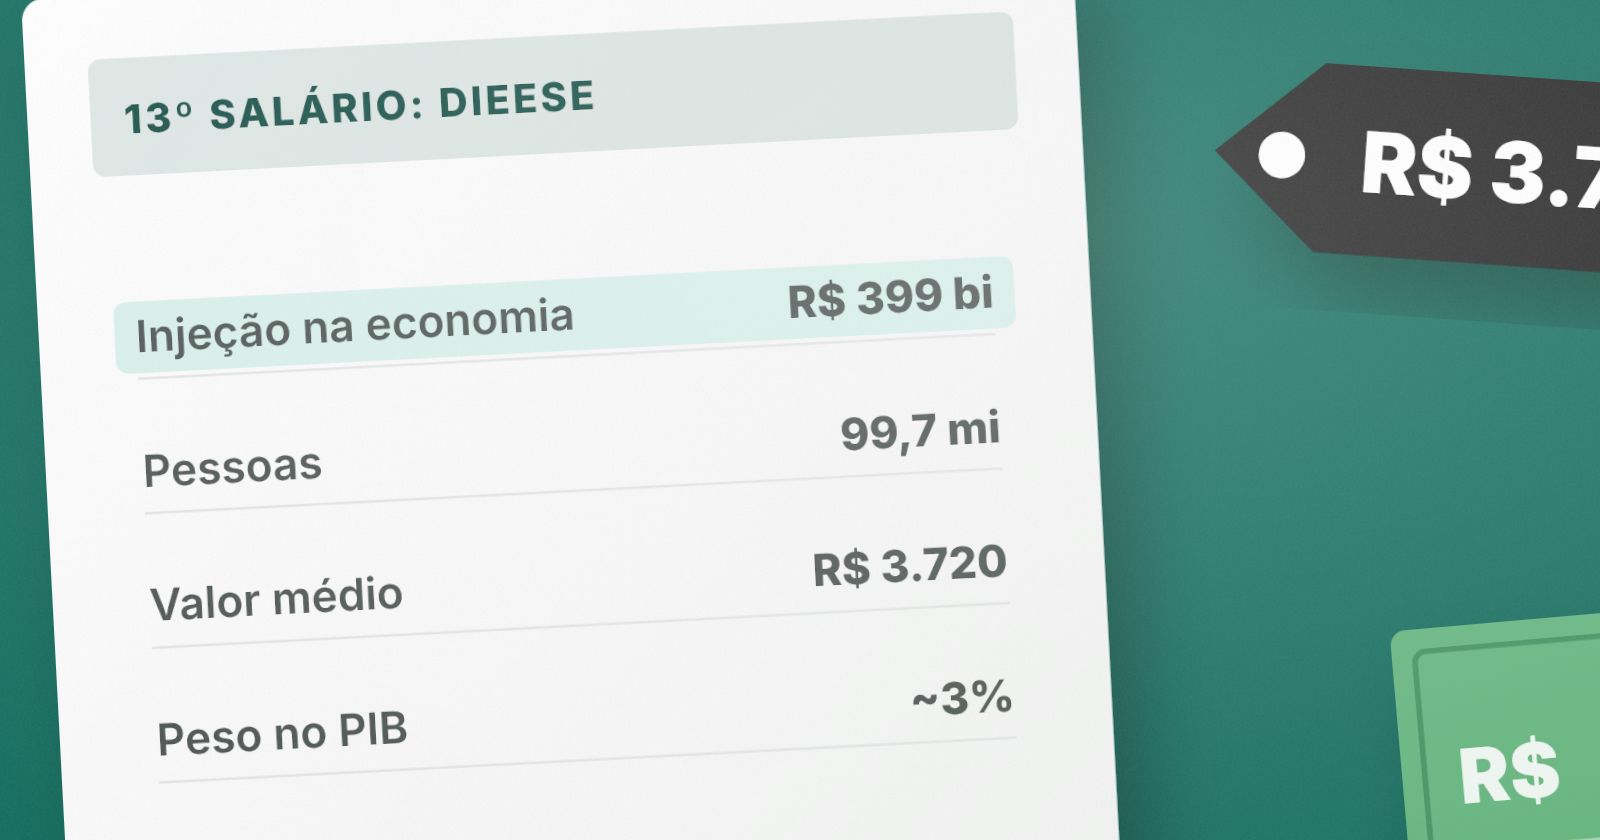 13º SALÁRIO: DIEESE
Injeção na economia R$ 399 bi
Pessoas 99,7 mi
Valor médio R$ 3.720
Peso no PIB ~3%
R$ 3.7
R$